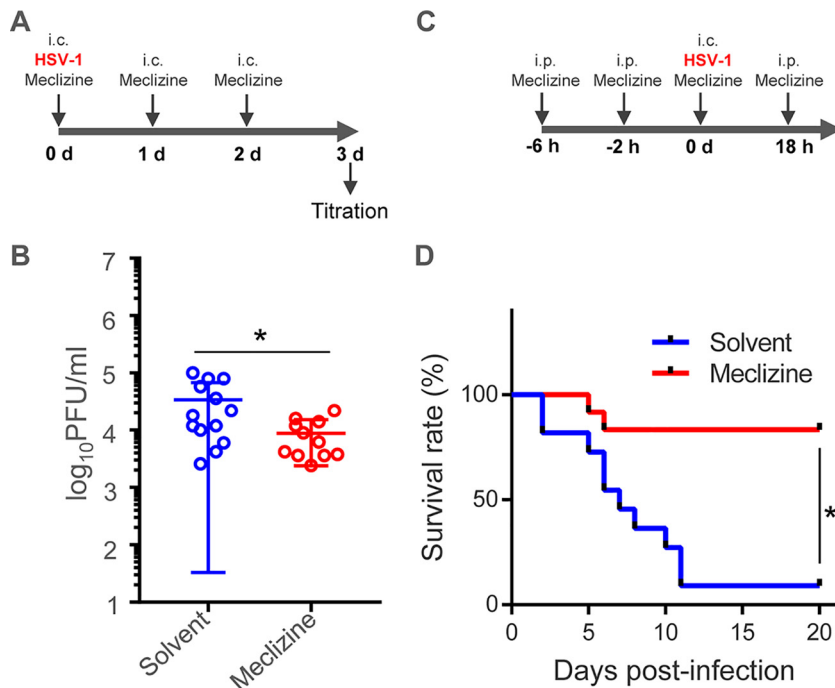 A
i.c.
HSV-1
Meclizine
i.c.
Meclizine
i.c.
Meclizine
0 d
1 d
2 d
3 d
Titration
C
i.p.
Meclizine
i.p.
Meclizine
i.c.
HSV-1
Meclizine
i.p.
Meclizine
-6 h
-2 h
0 d
18 h
B
7
6
5
4
3
2
1
log10PFU/ml
*
Solvent
Meclizine
D
Solvent
Meclizine
100
50
0
Survival rate (%)
*
0 5 10 15 20
Days post-infection